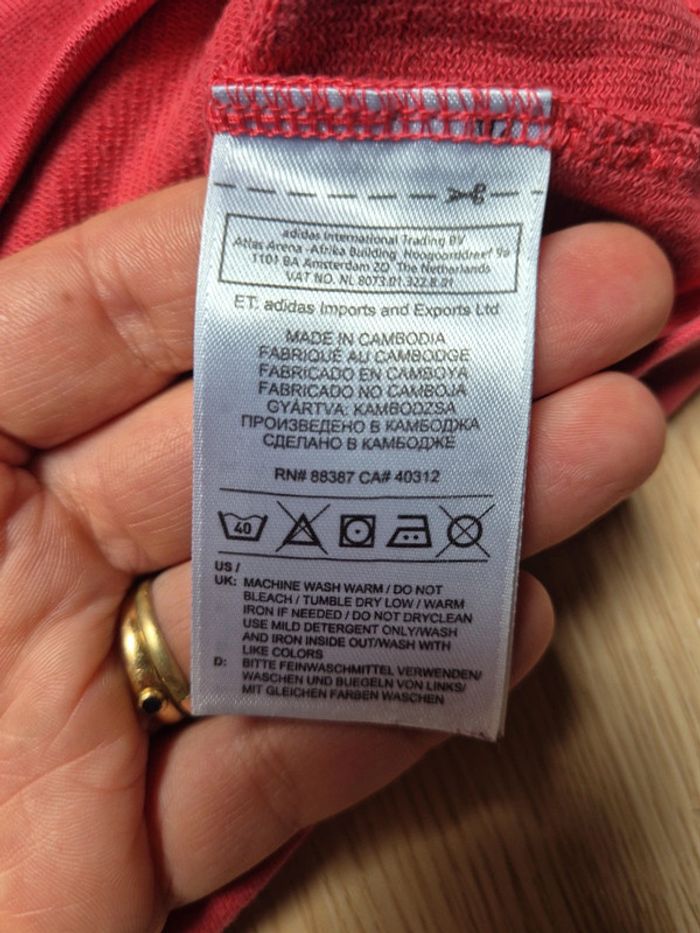 adidas International Trading BV
Atlas Arena -Afrika Building, Hoogoorddreef 9a
1101 BA Amsterdam ZO The Netherlands
VAT NO. NL 8073.01.322.B.01
ET: adidas Imports and Exports Ltd
MADE IN CAMBODIA
FABRIQUÉ AU CAMBODGE
FABRICADO EN CAMBOYA
FABRICADO NO CAMBOJA
GYÁRTVA: KAMBODZSA
ПРОИЗВЕДЕНО В КАМБОДЖА
СДЕЛАНО В КАМБОДЖЕ
RN# 88387 CA# 40312
40
US /
UK: MACHINE WASH WARM / DO NOT
BLEACH / TUMBLE DRY LOW / WARM
IRON IF NEEDED / DO NOT DRYCLEAN
USE MILD DETERGENT ONLY/WASH
AND IRON INSIDE OUT/WASH WITH
LIKE COLORS
D: BITTE FEINWASCHMITTEL VERWENDEN/
WASCHEN UND BUEGELN VON LINKS/
MIT GLEICHEN FARBEN WASCHEN